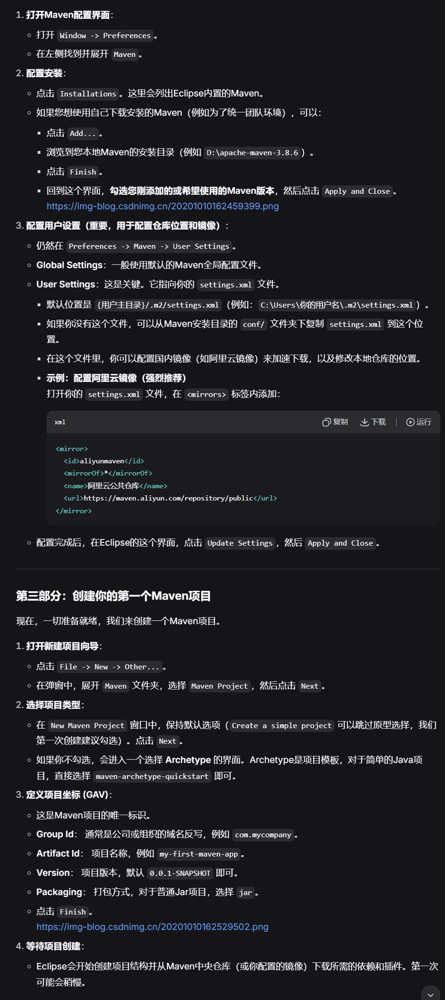 1. 打开Maven配置界面：
打开 Window -> Preferences。
在左侧找到并展开 Maven。
2. 配置安装：
点击 Installations。这里会列出Eclipse内置的Maven。
如果您想使用自己下载安装的Maven（例如为了统一团队环境），可以：
点击 Add...。
浏览到您本地Maven的安装目录（例如 D:\apache-maven-3.8.6）。
点击 Finish。
回到这个界面，勾选您刚添加的或希望使用的Maven版本，然后点击 Apply and Close。
https://img-blog.csdnimg.cn/20201010162459399.png
3. 配置用户设置（重要，用于配置仓库位置和镜像）：
仍然在 Preferences -> Maven -> User Settings。
Global Settings：一般使用默认的Maven全局配置文件。
User Settings：这是关键。它指向你的 settings.xml 文件。
默认位置是 {用户主目录}/.m2/settings.xml（例如：C:\Users\你的用户名\.m2\settings.xml）。
如果你没有这个文件，可以从Maven安装目录的 conf/ 文件夹下复制 settings.xml 到这个位
置。
在这个文件里，你可以配置国内镜像（如阿里云镜像）来加速下载，以及修改本地仓库的位置。
示例：配置阿里云镜像（强烈推荐）
打开你的 settings.xml 文件，在 <mirrors> 标签内添加：
xml 复制 下载 运行
<mirror>
<id>aliyunmaven</id>
<mirrorOf>*</mirrorOf>
<name>阿里云公共仓库</name>
<url>https://maven.aliyun.com/repository/public</url>
</mirror>
配置完成后，在Eclipse的这个界面，点击 Update Settings，然后 Apply and Close。
第三部分：创建你的第一个Maven项目
现在，一切准备就绪，我们来创建一个Maven项目。
1. 打开新建项目向导：
点击 File -> New -> Other...。
在弹窗中，展开 Maven 文件夹，选择 Maven Project，然后点击 Next。
2. 选择项目类型：
在 New Maven Project 窗口中，保持默认选项（Create a simple project 可以跳过原型选择，我们
第一次创建建议勾选）。点击 Next。
如果你不勾选，会进入一个选择 Archetype 的界面。Archetype是项目模板，对于简单的Java项
目，直接选择 maven-archetype-quickstart 即可。
3. 定义项目坐标 (GAV)：
这是Maven项目的唯一标识。
Group Id： 通常是公司或组织的域名反写，例如 com.mycompany。
Artifact Id： 项目名称，例如 my-first-maven-app。
Version： 项目版本，默认 0.0.1-SNAPSHOT 即可。
Packaging： 打包方式，对于普通Jar项目，选择 jar。
点击 Finish。
https://img-blog.csdnimg.cn/20201010162529502.png
4. 等待项目创建：
Eclipse会开始创建项目结构并从Maven中央仓库（或你配置的镜像）下载所需的依赖和插件。第一次
可能会稍慢。